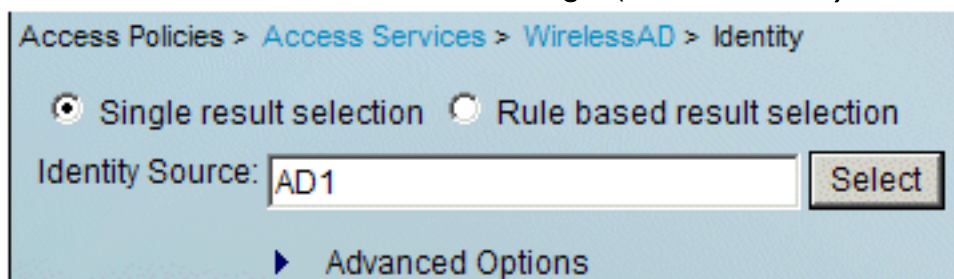 Access Policies > Access Services > WirelessAD > Identity
Single result selection Rule based result selection
Identity Source: AD1 Select
Advanced Options